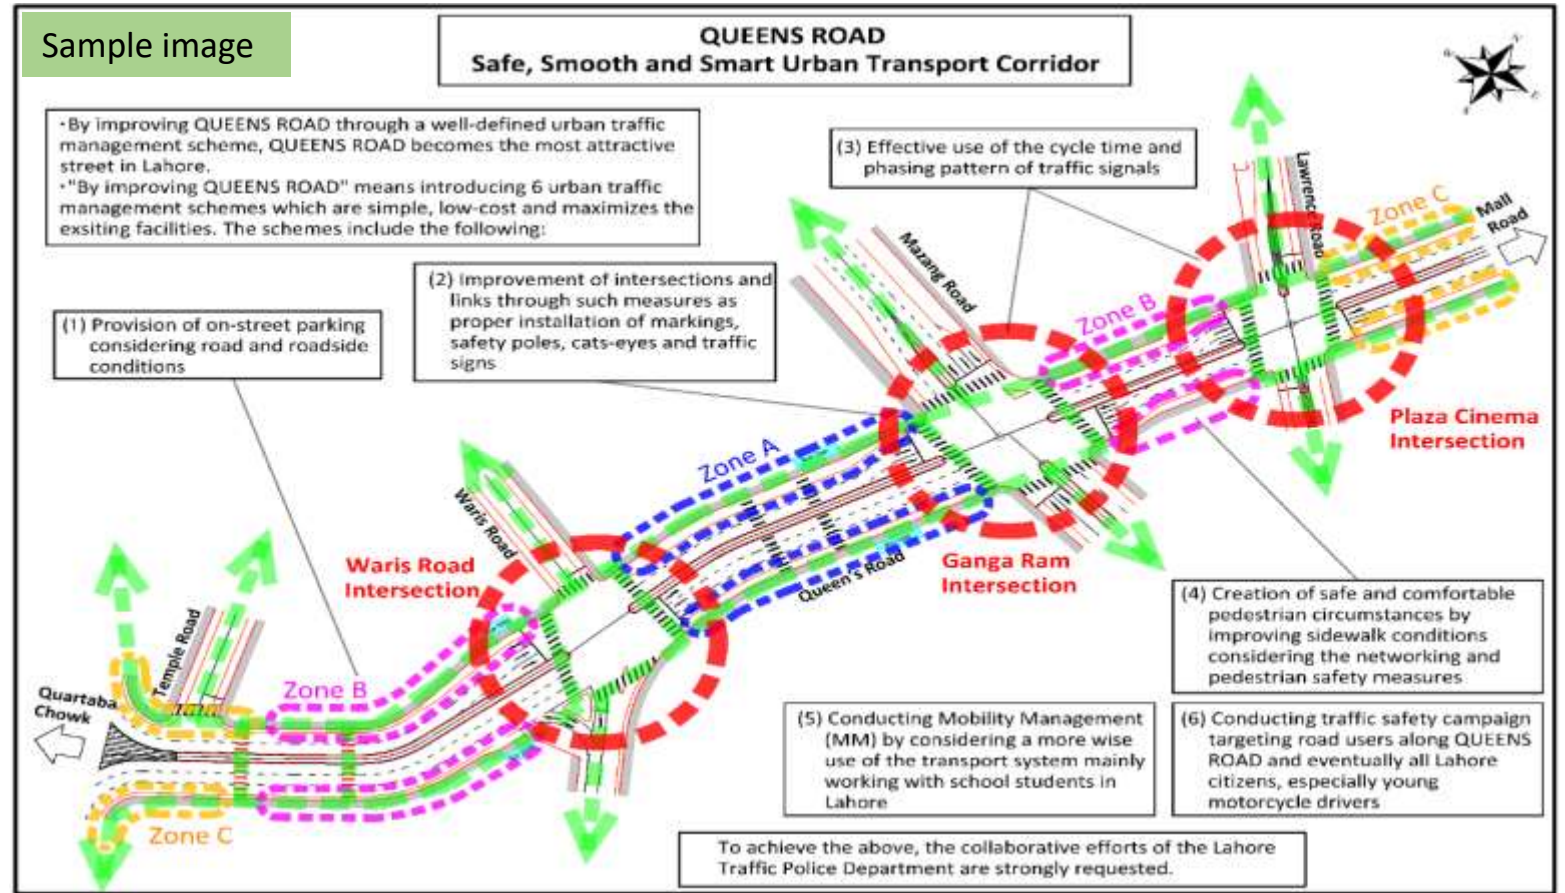 Sample image
QUEENS ROAD
Safe, Smooth and Smart Urban Transport Corridor
·By improving QUEENS ROAD through a well-defined urban traffic
management scheme, QUEENS ROAD becomes the most attractive
street in Lahore.
·"By improving QUEENS ROAD" means introducing 6 urban traffic
management schemes which are simple, low-cost and maximizes the
exsiting facilities. The schemes include the following:
(3) Effective use of the cycle time and
phasing pattern of traffic signals
(2) Improvement of intersections and
links through such measures as
proper installation of markings,
safety poles, cats-eyes and traffic
signs
(1) Provision of on-street parking
considering road and roadside
conditions
Lawrence Road
Zone C
Mall
Road
Mazang Road
Zone B
Plaza Cinema
Intersection
Zone A
Waris Road
Waris Road
Intersection
Queen's Road
Ganga Ram
Intersection
Temple Road
Quartaba
Chowk
Zone B
Zone C
(4) Creation of safe and comfortable
pedestrian circumstances by
improving sidewalk conditions
considering the networking and
pedestrian safety measures
(5) Conducting Mobility Management
(MM) by considering a more wise
use of the transport system mainly
working with school students in
Lahore
(6) Conducting traffic safety campaign
targeting road users along QUEENS
ROAD and eventually all Lahore
citizens, especially young
motorcycle drivers
To achieve the above, the collaborative efforts of the Lahore
Traffic Police Department are strongly requested.